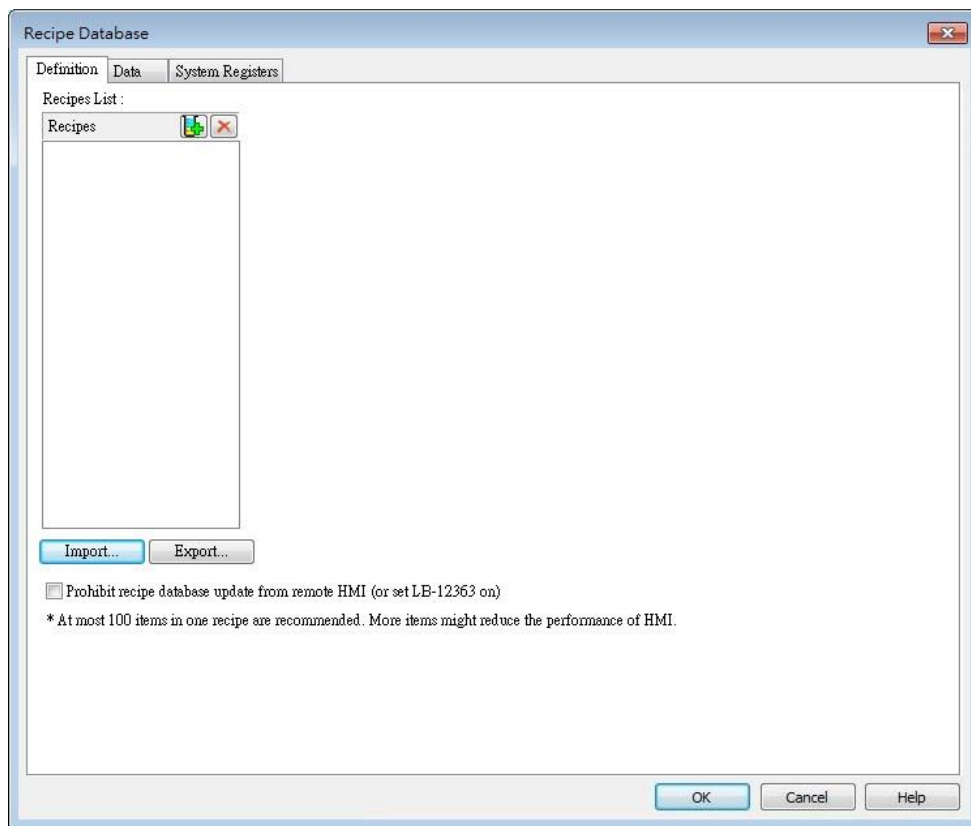 Recipe Database
Definition Data System Registers
Recipes List :
Recipes
Import... Export...
Prohibit recipe database update from remote HMI (or set LB-12363 on)
* At most 100 items in one recipe are recommended. More items might reduce the performance of HMI.
OK Cancel Help